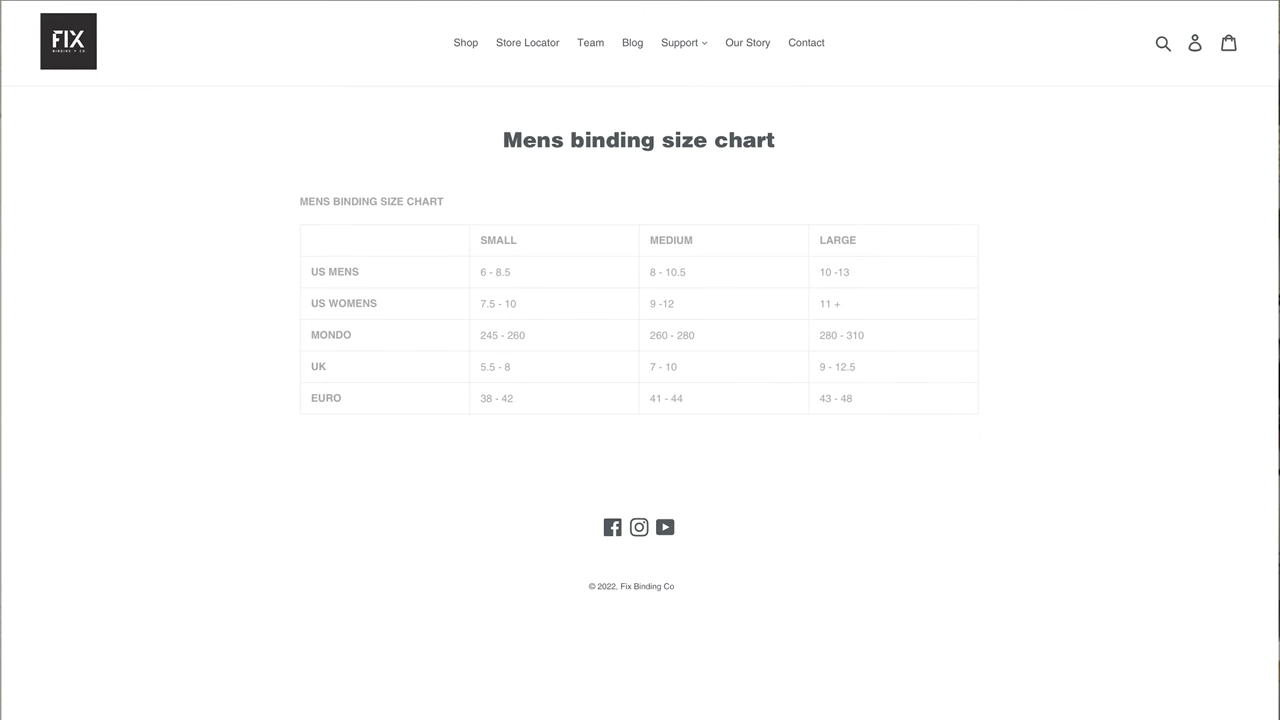 FIX
BINDING + CO
Shop Store Locator Team Blog Support Our Story Contact
Mens binding size chart
MENS BINDING SIZE CHART
SMALL MEDIUM LARGE
US MENS 6 - 8.5 8 - 10.5 10 -13
US WOMENS 7.5 - 10 9 -12 11 +
MONDO 245 - 260 260 - 280 280 - 310
UK 5.5 - 8 7 - 10 9 - 12.5
EURO 38 - 42 41 - 44 43 - 48
© 2022, Fix Binding Co